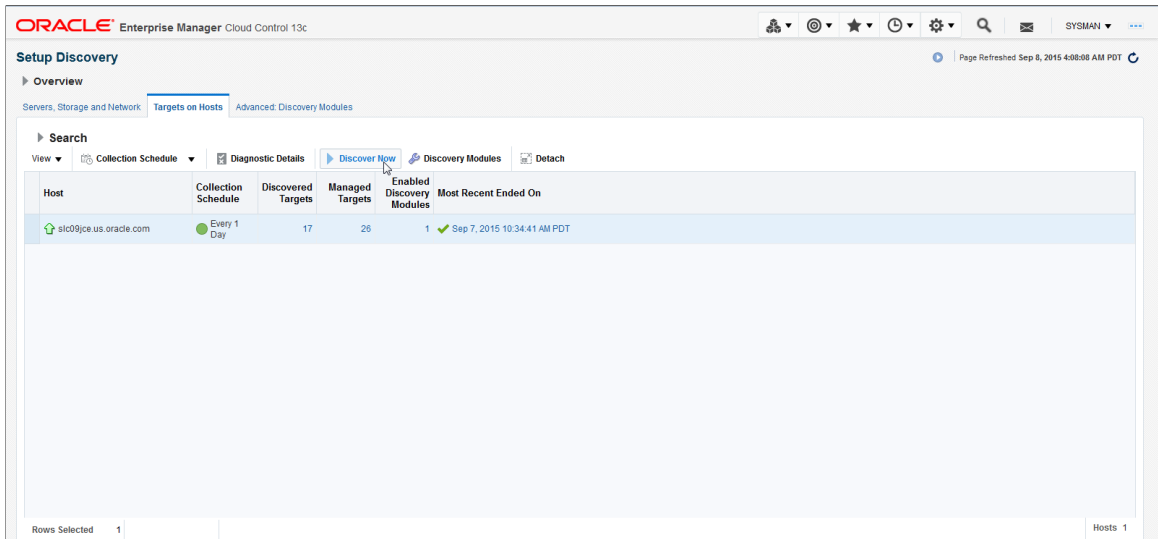 ORACLE Enterprise Manager Cloud Control 13c
SYSMAN
Setup Discovery
Page Refreshed Sep 8, 2015 4:08:08 AM PDT
Overview
Servers, Storage and Network Targets on Hosts Advanced: Discovery Modules
Search
View Collection Schedule Diagnostic Details Discover Now Discovery Modules Detach
Host Collection Schedule Discovered Targets Managed Targets Enabled Discovery Modules Most Recent Ended On
slc09jce.us.oracle.com Every 1 Day 17 26 1 Sep 7, 2015 10:34:41 AM PDT
Rows Selected 1 Hosts 1